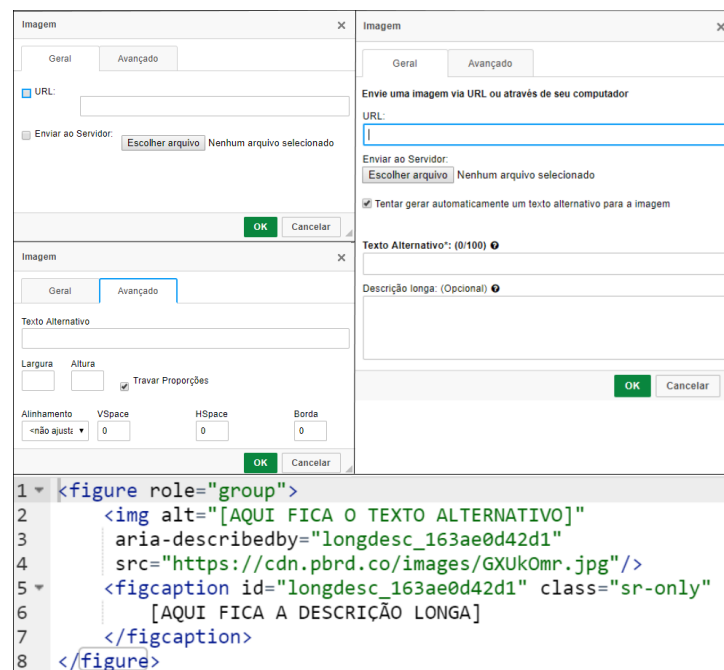 Imagem ×
Geral Avançado
URL:
Enviar ao Servidor: Escolher arquivo Nenhum arquivo selecionado
OK Cancelar
Imagem ×
Geral Avançado
Texto Alternativo
Largura Altura
Travar Proporções
Alinhamento VSpace HSpace Borda
<não ajusta 0 0 0
OK Cancelar
Imagem ×
Geral Avançado
Envie uma imagem via URL ou através de seu computador
URL:
Enviar ao Servidor:
Escolher arquivo Nenhum arquivo selecionado
Tentar gerar automaticamente um texto alternativo para a imagem
Texto Alternativo*: (0/100) ?
Descrição longa: (Opcional) ?
OK Cancelar
1 <figure role="group">
2 <img alt="[AQUI FICA O TEXTO ALTERNATIVO]"
3 aria-describedby="longdesc_163ae0d42d1"
4 src="https://cdn.pbrd.co/images/GXUkOmr.jpg"/>
5 <figcaption id="longdesc_163ae0d42d1" class="sr-only"
6 [AQUI FICA A DESCRIÇÃO LONGA]
7 </figcaption>
8 </figure>